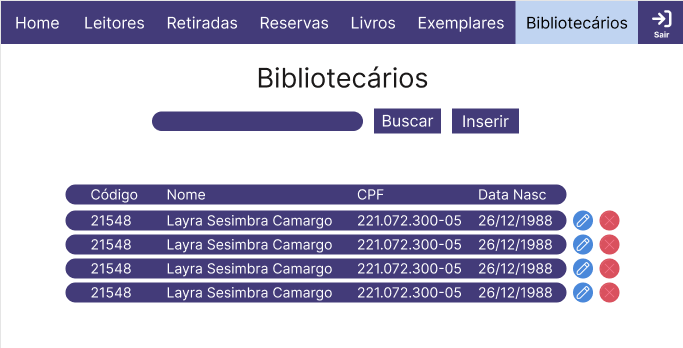 Home Leitores Retiradas Reservas Livros Exemplares Bibliotecários Sair
Bibliotecários
Buscar Inserir
Código Nome CPF Data Nasc
21548 Layra Sesimbra Camargo 221.072.300-05 26/12/1988
21548 Layra Sesimbra Camargo 221.072.300-05 26/12/1988
21548 Layra Sesimbra Camargo 221.072.300-05 26/12/1988
21548 Layra Sesimbra Camargo 221.072.300-05 26/12/1988